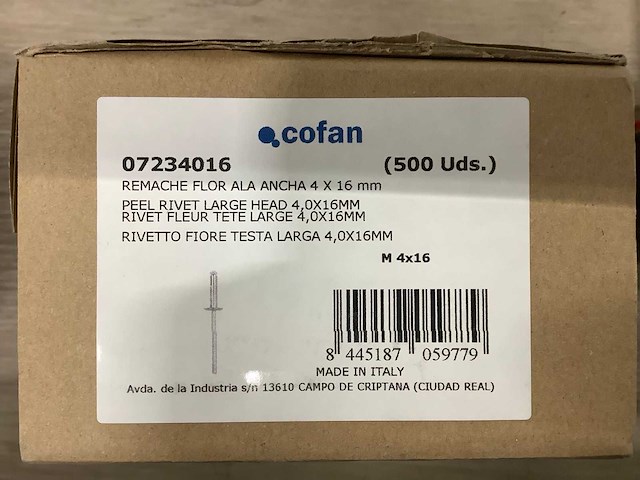 cofan
07234016 (500 Uds.)
REMACHE FLOR ALA ANCHA 4 X 16 mm
PEEL RIVET LARGE HEAD 4,0X16MM
RIVET FLEUR TETE LARGE 4,0X16MM
RIVETTO FIORE TESTA LARGA 4,0X16MM
M 4x16
8 445187 059779
MADE IN ITALY
Avda. de la Industria s/n 13610 CAMPO DE CRIPTANA (CIUDAD REAL)